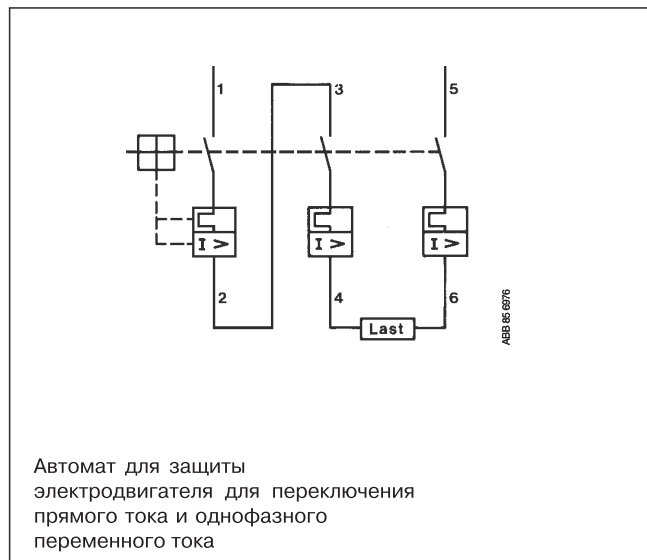 1
3
5
I >
I >
I >
2
4
6
Last
ABB 85 6976
Автомат для защиты
электродвигателя для переключения
прямого тока и однофазного
переменного тока